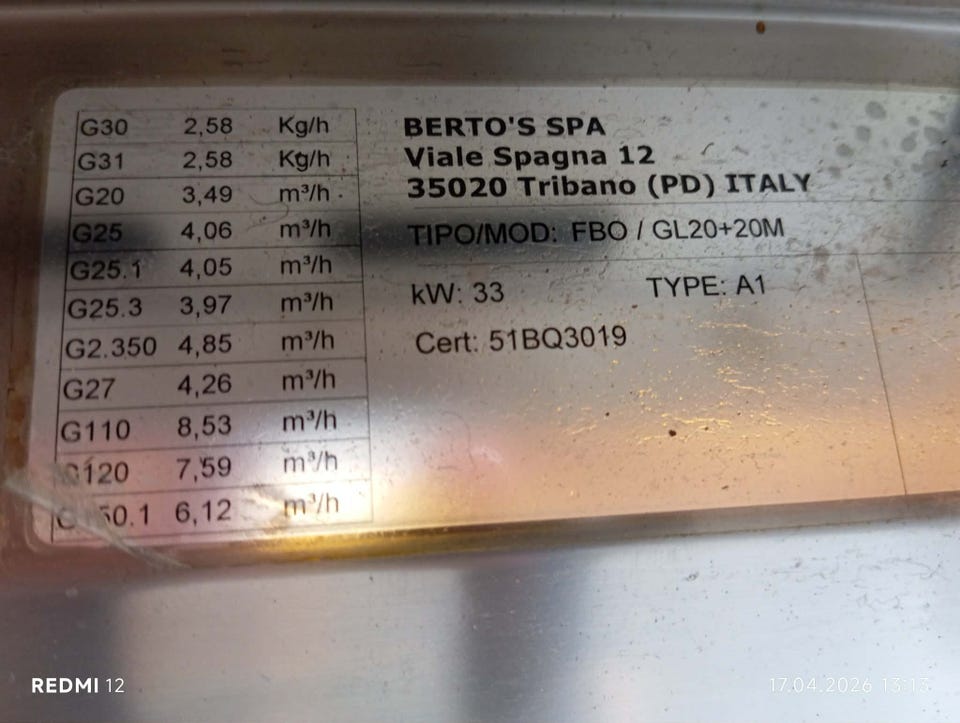 G30 2,58 Kg/h
G31 2,58 Kg/h
G20 3,49 m³/h
G25 4,06 m³/h
G25.1 4,05 m³/h
G25.3 3,97 m³/h
G2.350 4,85 m³/h
G27 4,26 m³/h
G110 8,53 m³/h
G120 7,59 m³/h
6,12 m³/h
BERTO'S SPA
Viale Spagna 12
35020 Tribano (PD) ITALY
TIPO/MOD: FBO / GL20+20M
kW: 33 TYPE: A1
Cert: 51BQ3019
REDMI 12
17.04.2026 13:13